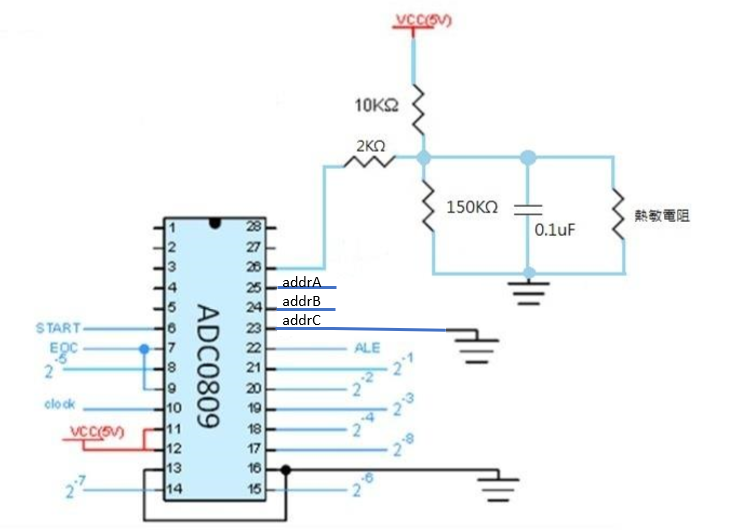 VCC(5V)
10KΩ
2KΩ
150KΩ
0.1uF
熱敏電阻
1
28
2
27
3
26
4
25
addrA
5
24
addrB
START
6
23
addrC
EOC
7
22
ALE
2-5
8
21
2-1
9
20
2-2
clock
10
19
2-3
VCC(5V)
11
18
2-4
12
17
2-8
13
16
2-7
14
15
2-6
ADC0809